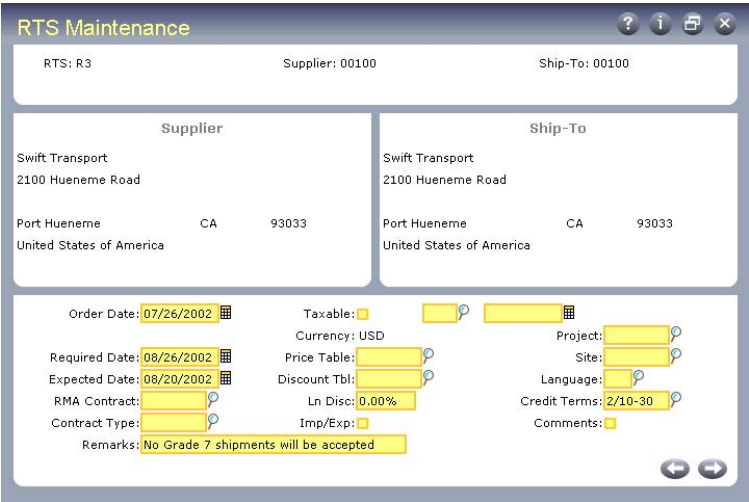 RTS Maintenance
RTS: R3 Supplier: 00100 Ship-To: 00100
Supplier
Swift Transport
2100 Hueneme Road
Port Hueneme CA 93033
United States of America
Ship-To
Swift Transport
2100 Hueneme Road
Port Hueneme CA 93033
United States of America
Order Date: 07/26/2002 Taxable:
Currency: USD Project:
Required Date: 08/26/2002 Price Table: Site:
Expected Date: 08/20/2002 Discount Tbl: Language:
RMA Contract: Ln Disc: 0.00% Credit Terms: 2/10-30
Contract Type: Imp/Exp: Comments:
Remarks: No Grade 7 shipments will be accepted